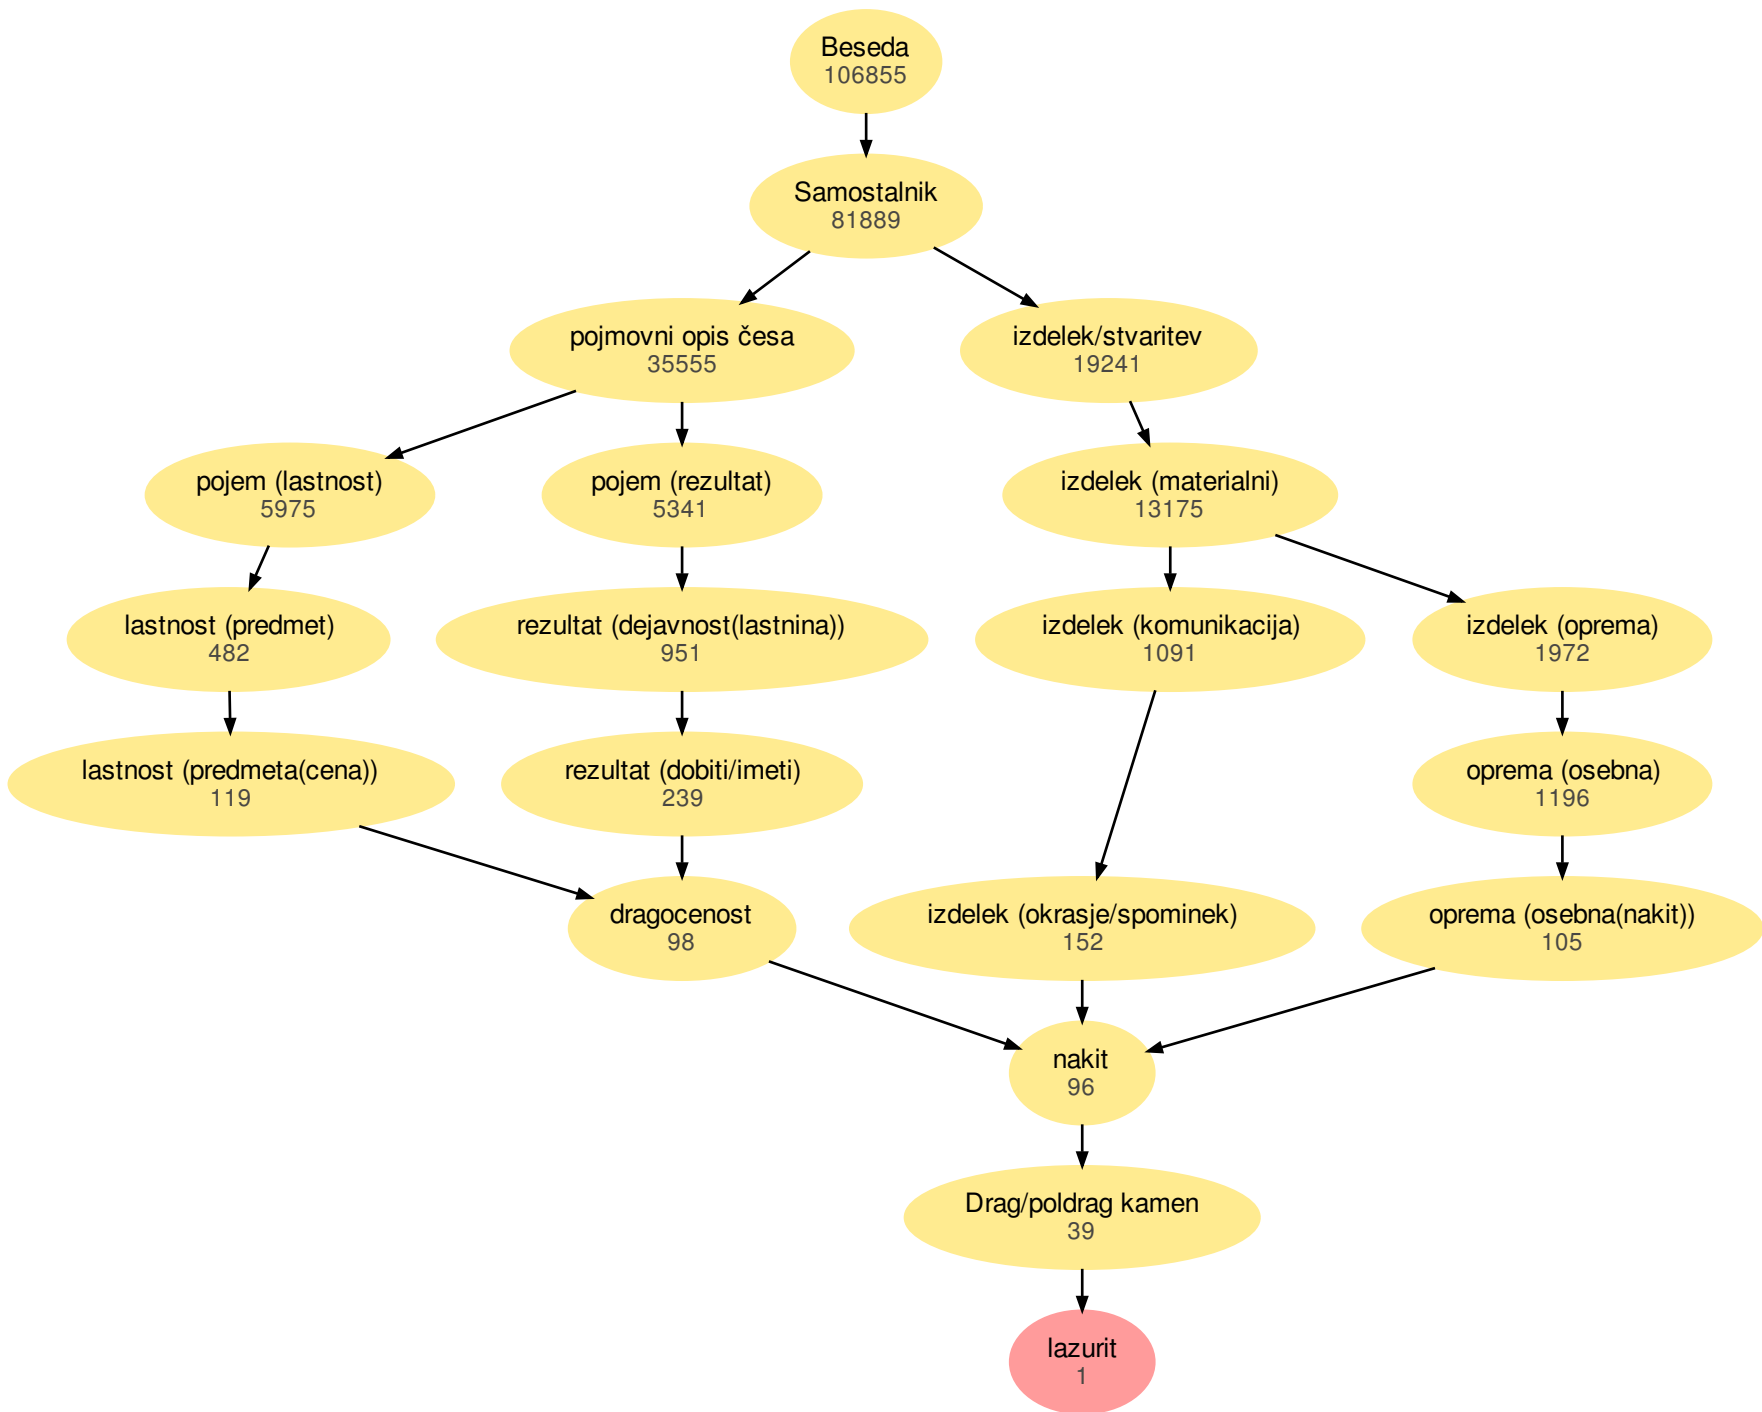 Beseda
106855
Samostalnik
81889
pojmovni opis česa
35555
izdelek/stvaritev
19241
pojem (lastnost)
5975
pojem (rezultat)
5341
izdelek (materialni)
13175
lastnost (predmet)
482
rezultat (dejavnost(lastnina))
951
izdelek (komunikacija)
1091
izdelek (oprema)
1972
lastnost (predmeta(cena))
119
rezultat (dobiti/imeti)
239
oprema (osebna)
1196
dragocenost
98
izdelek (okrasje/spominek)
152
oprema (osebna(nakit))
105
nakit
96
Drag/poldrag kamen
39
lazurit
1